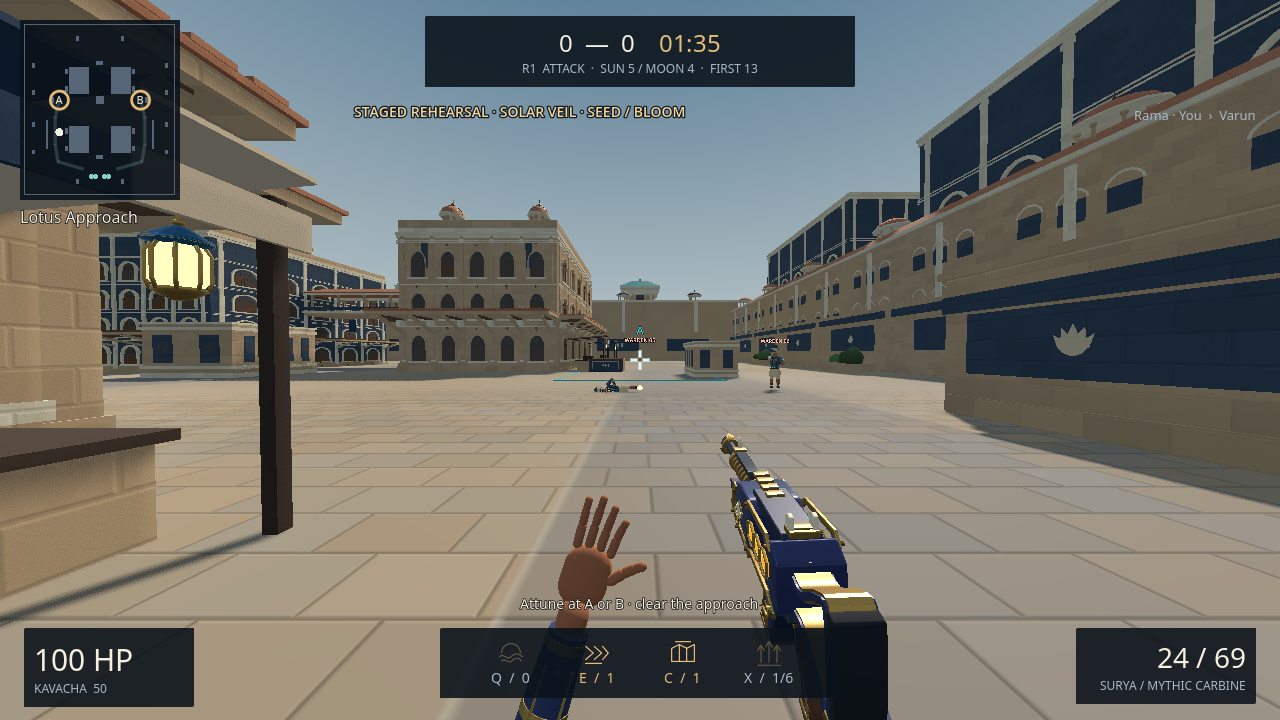 0 — 0 01:35
R1 ATTACK · SUN 5 / MOON 4 · FIRST 13
STAGED REHEARSAL · SOLAR VEIL · SEED / BLOOM
Rama · You › Varun
A
B
Lotus Approach
Attune at A or B · clear the approach
100 HP
KAVACHA 50
Q / 0
E / 1
C / 1
X / 1/6
24 / 69
SURYA / MYTHIC CARBINE